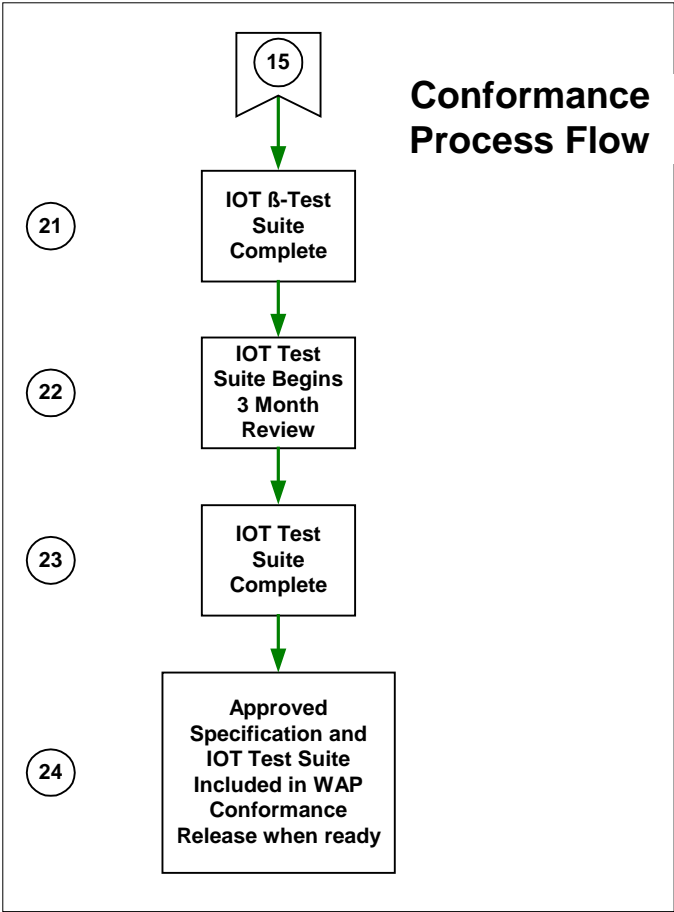 15
Conformance
Process Flow
21
IOT ß-Test
Suite
Complete
22
IOT Test
Suite Begins
3 Month
Review
23
IOT Test
Suite
Complete
24
Approved
Specification and
IOT Test Suite
Included in WAP
Conformance
Release when ready